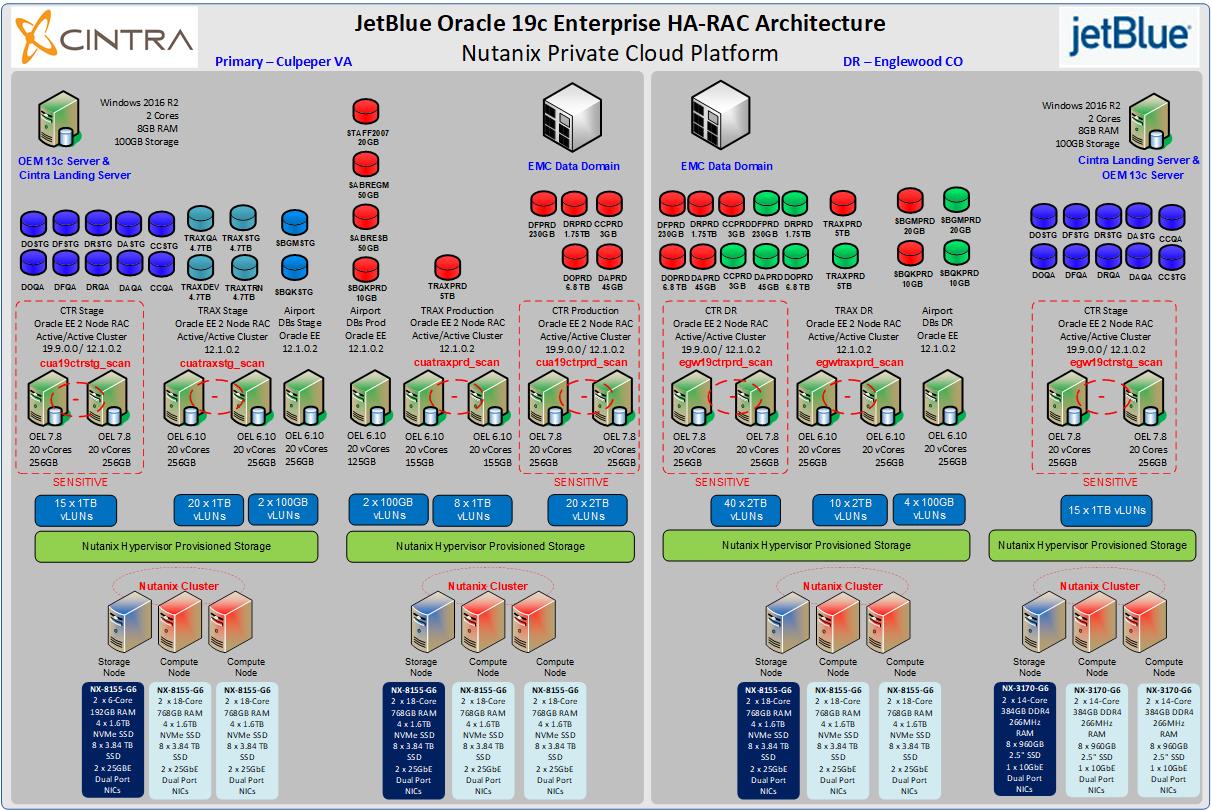 CINTRA
JetBlue Oracle 19c Enterprise HA-RAC Architecture
Nutanix Private Cloud Platform
jetBlue
Primary – Culpeper VA
DR – Englewood CO
Windows 2016 R2
2 Cores
8GB RAM
100GB Storage
OEM 13c Server &
Cintra Landing Server
STAFF2007
20GB
SABREGM
50GB
SABRESB
50GB
SBQKPRD
10GB
EMC Data Domain
EMC Data Domain
Windows 2016 R2
2 Cores
8GB RAM
100GB Storage
Cintra Landing Server &
OEM 13c Server
DOSTG DFSTG DRSTG DASTG CCSTG
DOQA DFQA DRQA DAQA CCQA
TRAXQA
4.7TB
TRAXSTG
4.7TB
TRAXDEV
4.7TB
TRAXTRN
4.7TB
SBGMSTG
SBQKSTG
TRAXPRD
5TB
DFPRD
230GB
DRPRD
1.75TB
CCPRD
3GB
DOPRD
6.8 TB
DAPRD
45GB
DFPRD
230GB
DRPRD
1.75TB
CCPRD
3GB
DFPRD
230GB
DRPRD
1.75TB
DOPRD
6.8 TB
DAPRD
45GB
CCPRD
3GB
DAPRD
45GB
DOPRD
6.8 TB
TRAXPRD
5TB
TRAXPRD
5TB
SBGMPRD
20GB
SBGMPRD
20GB
SBQKPRD
10GB
SBQKPRD
10GB
DOSTG DFSTG DRSTG DASTG CCQA
DOQA DFQA DRQA DAQA CCSTG
CTR Stage
Oracle EE 2 Node RAC
Active/Active Cluster
19.9.0.0/ 12.1.0.2
cua19ctrstg_scan
OEL 7.8
20 vCores
256GB
OEL 7.8
20 vCores
256GB
SENSITIVE
TRAX Stage
Oracle EE 2 Node RAC
Active/Active Cluster
12.1.0.2
cuatraxstg_scan
OEL 6.10
20 vCores
256GB
OEL 6.10
20 vCores
256GB
Airport
DBs Stage
Oracle EE
12.1.0.2
OEL 6.10
20 vCores
256GB
Airport
DBs Prod
Oracle EE
12.1.0.2
OEL 6.10
20 vCores
125GB
TRAX Production
Oracle EE 2 Node RAC
Active/Active Cluster
12.1.0.2
cuatraxprd_scan
OEL 6.10
20 vCores
155GB
OEL 6.10
20 vCores
155GB
CTR Production
Oracle EE 2 Node RAC
Active/Active Cluster
19.9.0.0 / 12.1.0.2
cua19ctrprd_scan
OEL 7.8
20 vCores
256GB
OEL 7.8
20 vCores
256GB
SENSITIVE
CTR DR
Oracle EE 2 Node RAC
Active/Active Cluster
19.9.0.0 / 12.1.0.2
egw19ctrprd_scan
OEL 7.8
20 vCores
256GB
OEL 7.8
20 vCores
256GB
SENSITIVE
TRAX DR
Oracle EE 2 Node RAC
Active/Active Cluster
12.1.0.2
egwtraxprd_scan
OEL 6.10
20 vCores
256GB
OEL 6.10
20 vCores
256GB
Airport
DBs DR
Oracle EE
12.1.0.2
OEL 6.10
20 vCores
256GB
CTR Stage
Oracle EE 2 Node RAC
Active/Active Cluster
19.9.0.0 / 12.1.0.2
egw19ctrstg_scan
OEL 7.8
20 vCores
256GB
OEL 7.8
20 Cores
256GB
SENSITIVE
15 x 1TB
vLUNs
20 x 1TB
vLUNs
2 x 100GB
vLUNs
2 x 100GB
vLUNs
8 x 1TB
vLUNs
20 x 2TB
vLUNs
40 x 2TB
vLUNs
10 x 2TB
vLUNs
4 x 100GB
vLUNs
15 x 1TB vLUNs
Nutanix Hypervisor Provisioned Storage
Nutanix Hypervisor Provisioned Storage
Nutanix Hypervisor Provisioned Storage
Nutanix Hypervisor Provisioned Storage
Nutanix Cluster
Storage
Node
Compute
Node
Compute
Node
NX-8155-G6
2 x 6-Core
192GB RAM
4 x 1.6TB
NVMe SSD
8 x 3.84 TB
SSD
2 x 25GBE
Dual Port
NICs
NX-8155-G6
2 x 18-Core
768GB RAM
4 x 1.6TB
NVMe SSD
8 x 3.84 TB
SSD
2 x 25GbE
Dual Port
NICs
NX-8155-G6
2 x 18-Core
768GB RAM
4 x 1.6TB
NVMe SSD
8 x 3.84 TB
SSD
2 x 25GbE
Dual Port
NICs
Nutanix Cluster
Storage
Node
Compute
Node
Compute
Node
NX-8155-G6
2 x 18-Core
768GB RAM
4 x 1.6TB
NVMe SSD
8 x 3.84 TB
SSD
2 x 25GbE
Dual Port
NICs
NX-8155-G6
2 x 18-Core
768GB RAM
4 x 1.6TB
NVMe SSD
8 x 3.84 TB
SSD
2 x 25GbE
Dual Port
NICs
NX-8155-G6
2 x 18-Core
768GB RAM
4 x 1.6TB
NVMe SSD
8 x 3.84 TB
SSD
2 x 25GbE
Dual Port
NICs
Nutanix Cluster
Storage
Node
Compute
Node
Compute
Node
NX-8155-G6
2 x 18-Core
768GB RAM
4 x 1.6TB
NVMe SSD
8 x 3.84 TB
SSD
2 x 25GbE
Dual Port
NICs
NX-8155-G6
2 x 18-Core
768GB RAM
4 x 1.6TB
NVMe SSD
8 x 3.84 TB
SSD
2 x 25GbE
Dual Port
NICs
NX-8155-G6
2 x 18-Core
768GB RAM
4 x 1.6TB
NVMe SSD
8 x 3.84 TB
SSD
2 x 25GbE
Dual Port
NICs
Nutanix Cluster
Storage
Node
Compute
Node
Compute
Node
NX-3170-G6
2 x 14-Core
384GB DDR4
266MHz
RAM
8 x 960GB
2.5" SSD
1 x 10GbE
Dual Port
NICs
NX-3170-G6
2 x 14-Core
384GB DDR4
266MHz
RAM
8 x 960GB
2.5" SSD
1 x 10GbE
Dual Port
NICs
NX-3170-G6
2 x 14-Core
384GB DDR4
266MHz
RAM
8 x 960GB
2.5" SSD
1 x 10GbE
Dual Port
NICs